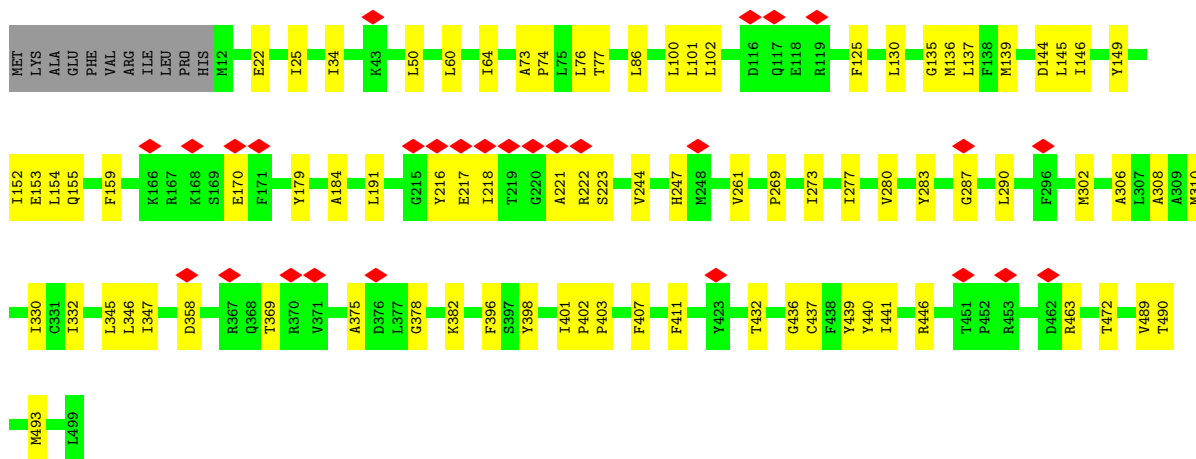 MET LYS ALA GLU PHE VAL ARG ILE LEU PRO HIS M12 E22 I25 I34 K43 L50 L60 I64 A73 P74 L75 L76 T77 L86 L100 L101 L102 D116 Q117 E118 R119 F125 L130 G135 M136 L137 F138 M139 D144 L145 I146 Y149
I152 E153 L154 Q155 F159 K166 R167 K168 S169 E170 F171 Y179 A184 L191 G215 Y216 E217 I218 T219 G220 A221 R222 S223 V244 H247 M248 V261 P269 I273 I277 V280 Y283 G287 L290 F296 M302 A306 L307 A308 A309 M310
I330 C331 I332 L345 L346 I347 D358 R367 Q368 T369 R370 V371 A375 D376 L377 G378 K382 F396 S397 Y398 I401 P402 P403 F407 F411 Y423 T432 G436 C437 F438 Y439 Y440 I441 R446 T451 P452 R453 D462 R463 T472 V489 T490
M493 L499